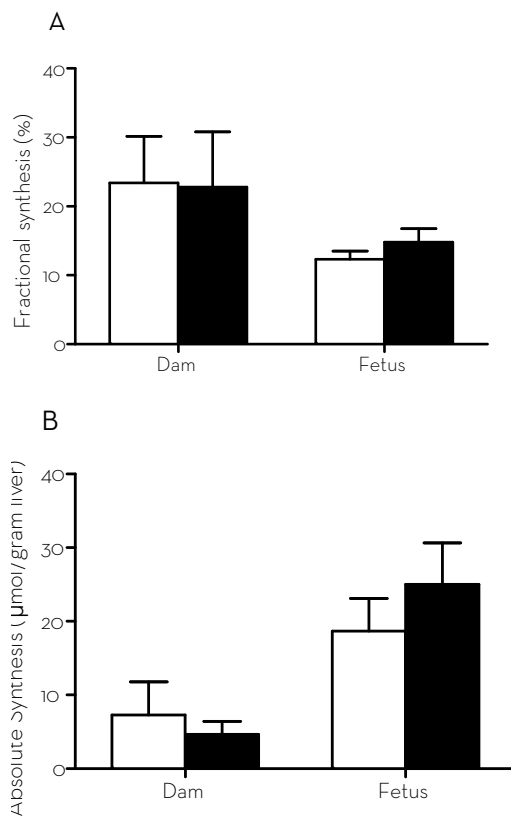 A
Fractional synthesis (%)
40
30
20
10
0
Dam Fetus
B
Absolute Synthesis (µmol/gram liver)
40
30
20
10
0
Dam Fetus